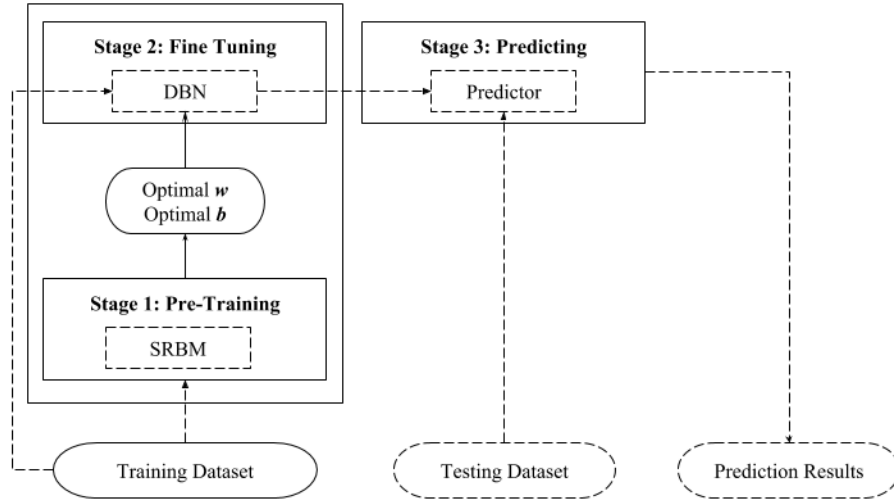 Stage 2: Fine Tuning
DBN
Stage 3: Predicting
Predictor
Optimal w
Optimal b
Stage 1: Pre-Training
SRBM
Training Dataset
Testing Dataset
Prediction Results